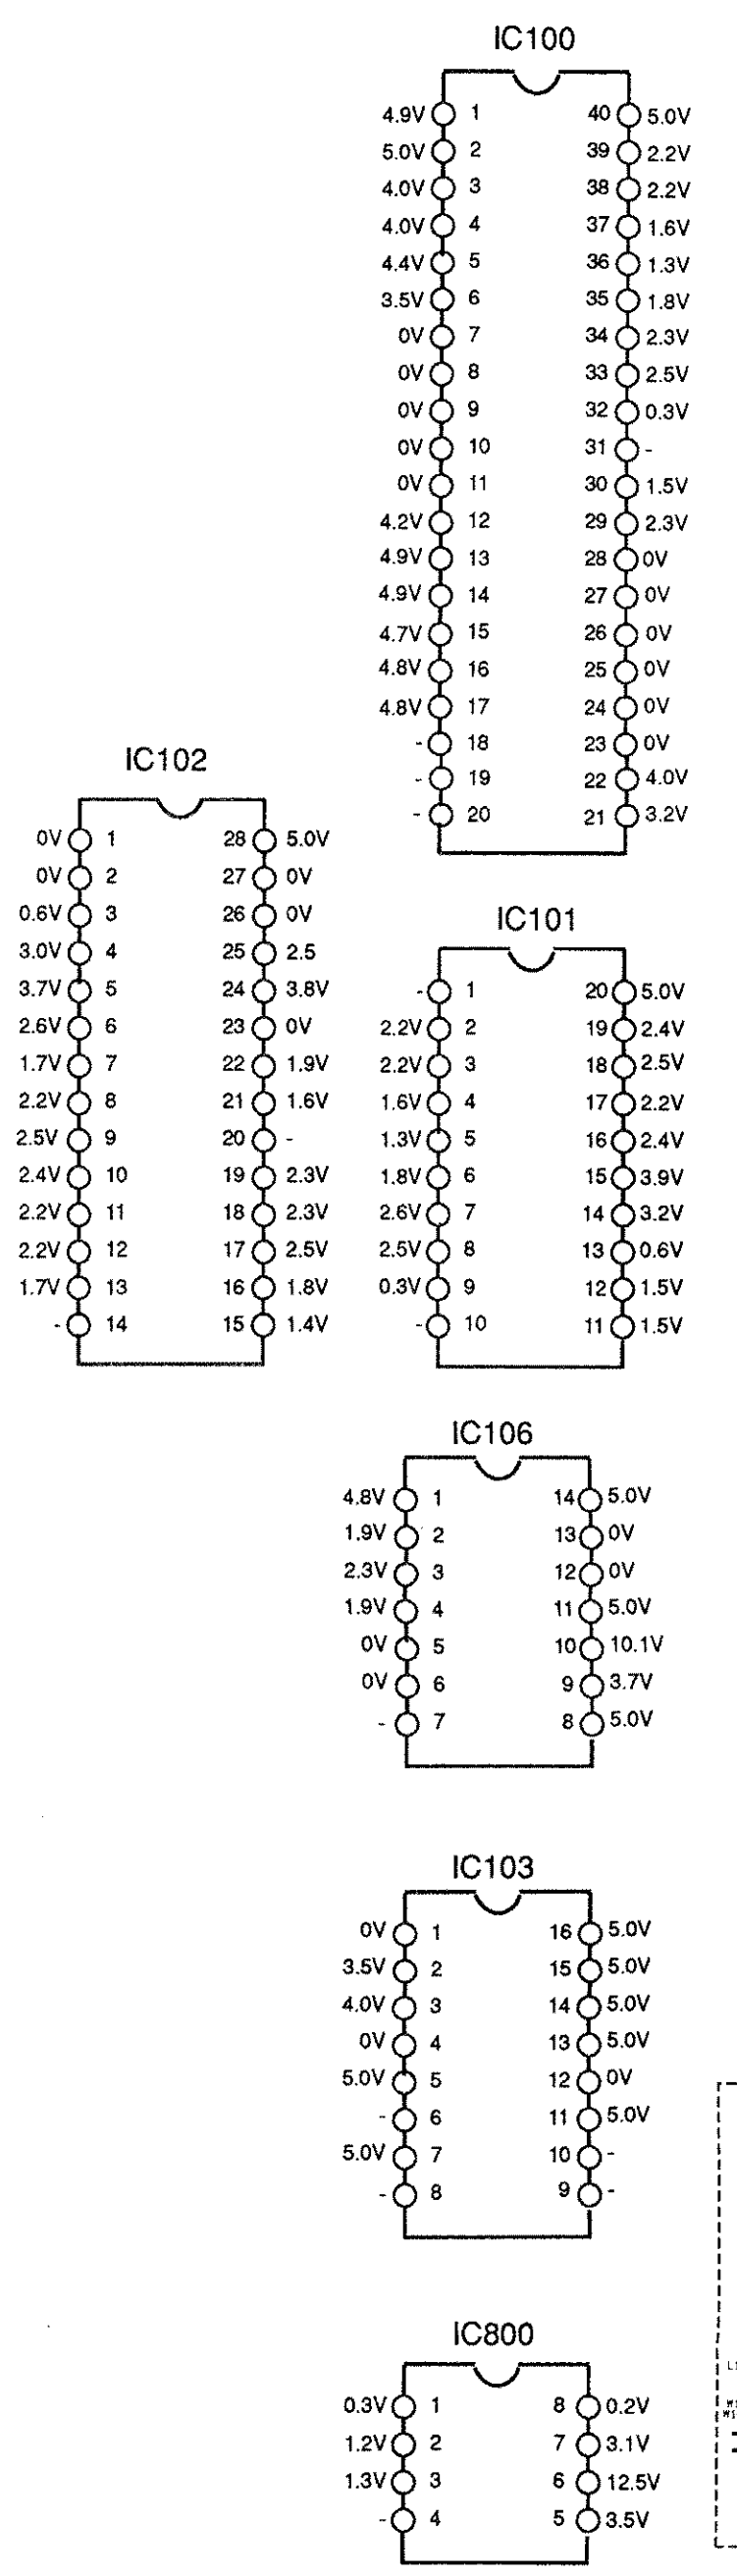 IC100
4.9V 1 40 5.0V
5.0V 2 39 2.2V
4.0V 3 38 2.2V
4.0V 4 37 1.6V
4.4V 5 36 1.3V
3.5V 6 35 1.8V
0V 7 34 2.3V
0V 8 33 2.5V
0V 9 32 0.3V
0V 10 31 -
0V 11 30 1.5V
4.2V 12 29 2.3V
4.9V 13 28 0V
4.9V 14 27 0V
4.7V 15 26 0V
4.8V 16 25 0V
4.8V 17 24 0V
- 18 23 0V
- 19 22 4.0V
- 20 21 3.2V
IC102
0V 1 28 5.0V
0V 2 27 0V
0.6V 3 26 0V
3.0V 4 25 2.5
3.7V 5 24 3.8V
2.6V 6 23 0V
1.7V 7 22 1.9V
2.2V 8 21 1.6V
2.5V 9 20 -
2.4V 10 19 2.3V
2.2V 11 18 2.3V
2.2V 12 17 2.5V
1.7V 13 16 1.8V
- 14 15 1.4V
IC101
- 1 20 5.0V
2.2V 2 19 2.4V
2.2V 3 18 2.5V
1.6V 4 17 2.2V
1.3V 5 16 2.4V
1.8V 6 15 3.9V
2.6V 7 14 3.2V
2.5V 8 13 0.6V
0.3V 9 12 1.5V
- 10 11 1.5V
IC106
4.8V 1 14 5.0V
1.9V 2 13 0V
2.3V 3 12 0V
1.9V 4 11 5.0V
0V 5 10 10.1V
0V 6 9 3.7V
- 7 8 5.0V
IC103
0V 1 16 5.0V
3.5V 2 15 5.0V
4.0V 3 14 5.0V
0V 4 13 5.0V
5.0V 5 12 0V
- 6 11 5.0V
5.0V 7 10 -
- 8 9 -
IC800
0.3V 1 8 0.2V
1.2V 2 7 3.1V
1.3V 3 6 12.5V
- 4 5 3.5V